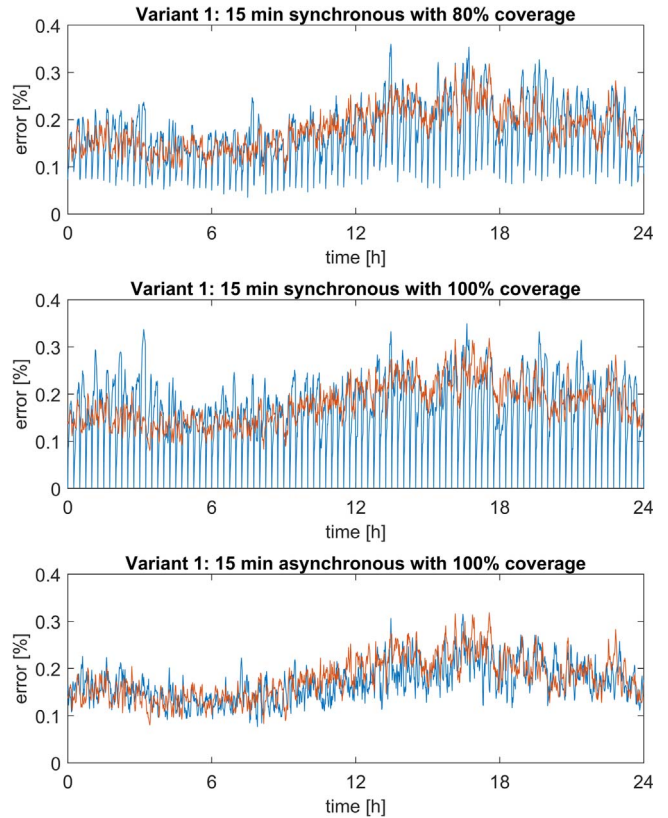 Variant 1: 15 min synchronous with 80% coverage
0.4
0.3
0.2
0.1
0
error [%]
0 6 12 18 24
time [h]
Variant 1: 15 min synchronous with 100% coverage
0.4
0.3
0.2
0.1
0
error [%]
0 6 12 18 24
time [h]
Variant 1: 15 min asynchronous with 100% coverage
0.4
0.3
0.2
0.1
0
error [%]
0 6 12 18 24
time [h]